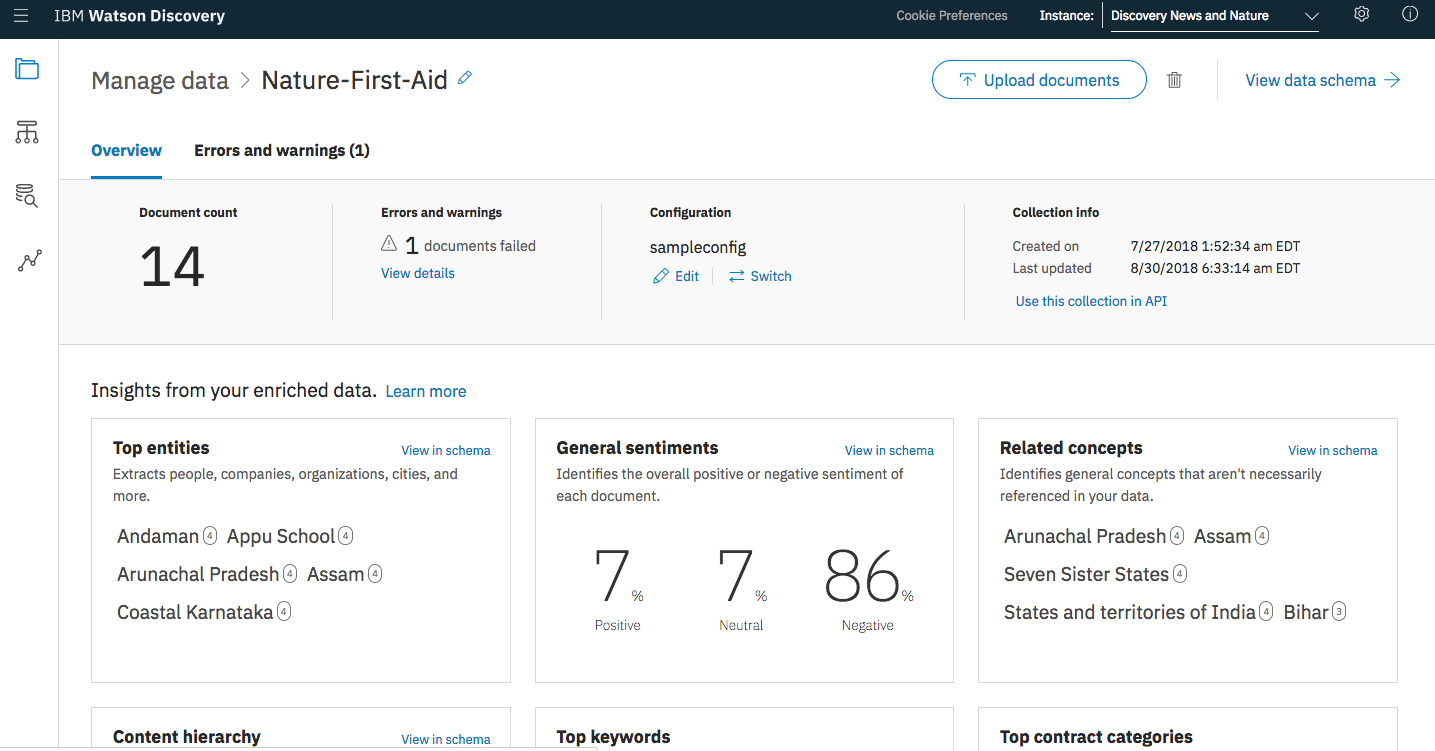 IBM Watson Discovery
Cookie Preferences
Instance:
Discovery News and Nature
Manage data > Nature-First-Aid
Upload documents
View data schema
Overview
Errors and warnings (1)
Document count
14
Errors and warnings
1 documents failed
View details
Configuration
sampleconfig
Edit
Switch
Collection info
Created on 7/27/2018 1:52:34 am EDT
Last updated 8/30/2018 6:33:14 am EDT
Use this collection in API
Insights from your enriched data. Learn more
Top entities
View in schema
Extracts people, companies, organizations, cities, and
more.
Andaman 4 Appu School 4
Arunachal Pradesh 4 Assam 4
Coastal Karnataka 4
General sentiments
View in schema
Identifies the overall positive or negative sentiment of
each document.
7% 7% 86%
Positive Neutral Negative
Related concepts
View in schema
Identifies general concepts that aren't necessarily
referenced in your data.
Arunachal Pradesh 4 Assam 4
Seven Sister States 4
States and territories of India 4 Bihar 3
Content hierarchy
View in schema
Top keywords
Top contract categories